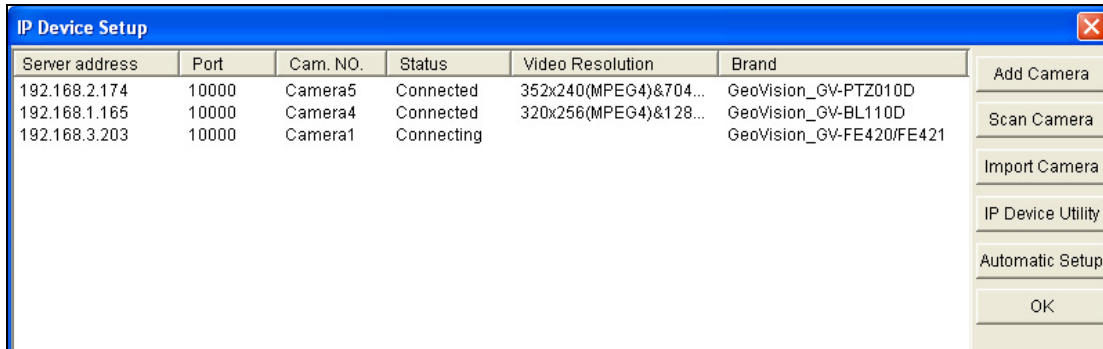 IP Device Setup
Server address Port Cam. NO. Status Video Resolution Brand
192.168.2.174 10000 Camera5 Connected 352x240(MPEG4)&704... GeoVision_GV-PTZ010D
192.168.1.165 10000 Camera4 Connected 320x256(MPEG4)&128... GeoVision_GV-BL110D
192.168.3.203 10000 Camera1 Connecting GeoVision_GV-FE420/FE421
Add Camera
Scan Camera
Import Camera
IP Device Utility
Automatic Setup
OK